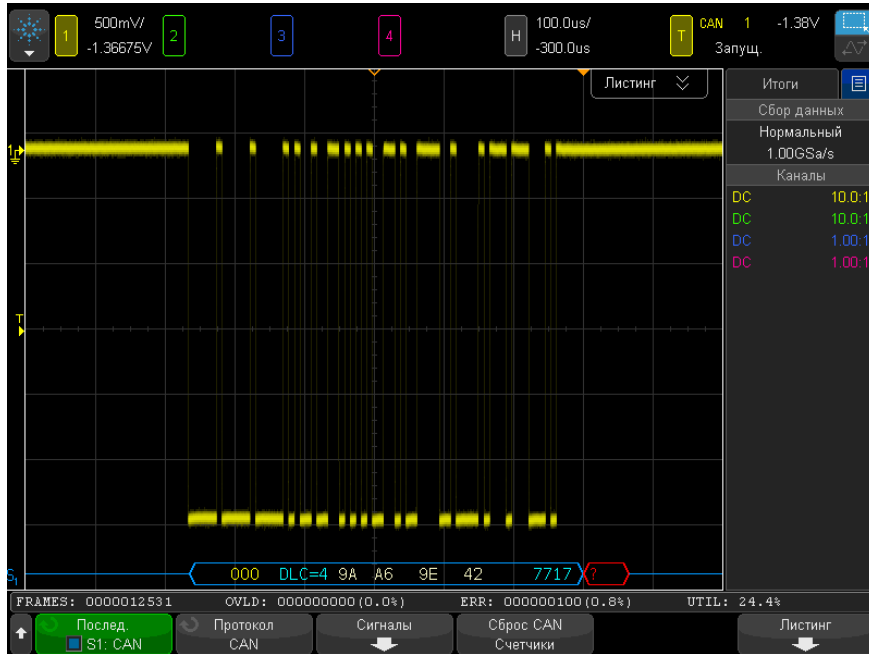 1 500mV/ -1.36675V 2 3 4 H 100.0us/ -300.0us T CAN 1 -1.38V Запущ.
Листинг
Итоги
Сбор данных
Нормальный
1.00GSa/s
Каналы
DC 10.0:1
DC 10.0:1
DC 1.00:1
DC 1.00:1
1
T
S1 000 DLC=4 9A A6 9E 42 7717 ?
FRAMES: 0000012531 OVLD: 000000000(0.0%) ERR: 000000100(0.8%) UTIL: 24.4%
Послед. S1: CAN
Протокол CAN
Сигналы
Сброс CAN Счетчики
Листинг